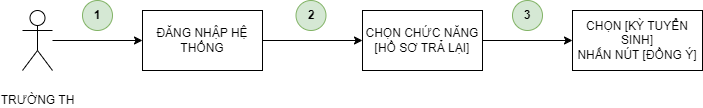 1
2
3
ĐĂNG NHẬP HỆ
THỐNG
CHỌN CHỨC NĂNG
[HỒ SƠ TRẢ LẠI]
CHỌN [KỲ TUYỂN
SINH]
NHẤN NÚT [ĐỒNG Ý]
TRƯỜNG TH